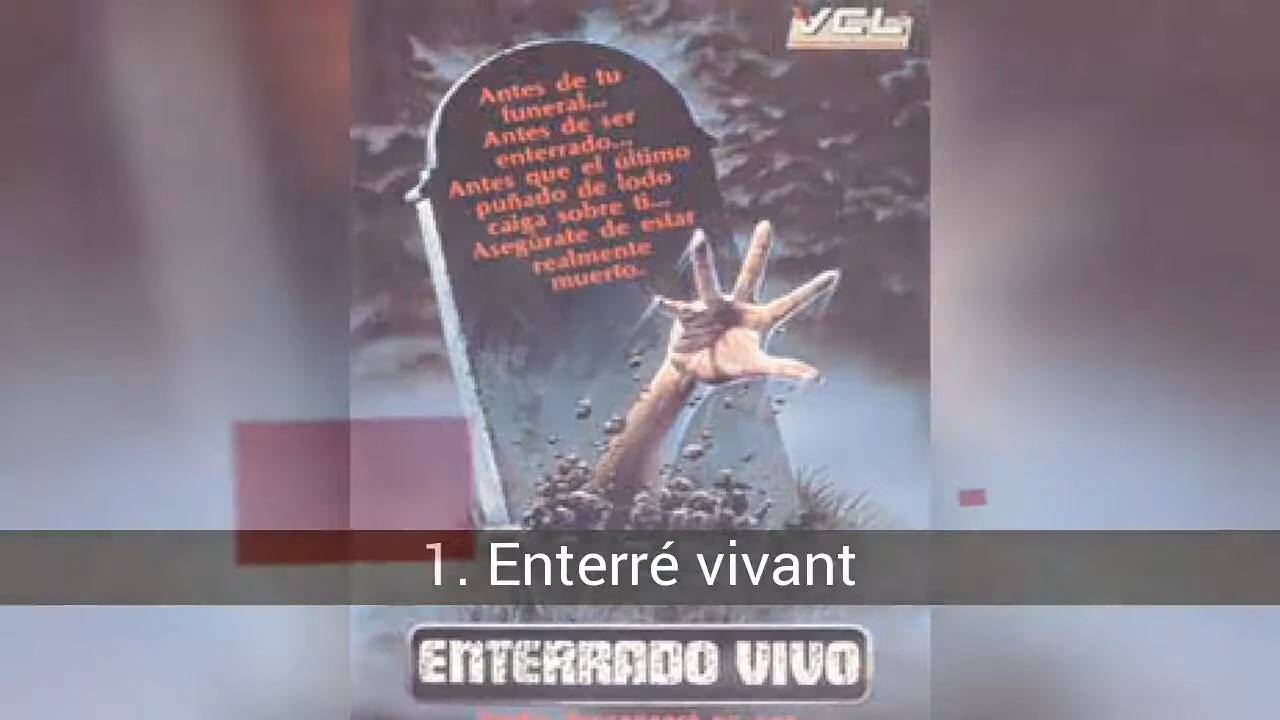 VGL
Antes de tu
funeral...
Antes de ser
enterrado...
Antes que el último
puñado de lodo
caiga sobre ti...
Asegúrate de estar
realmente
muerto..
1. Enterré vivant
ENTERRADO VIVO